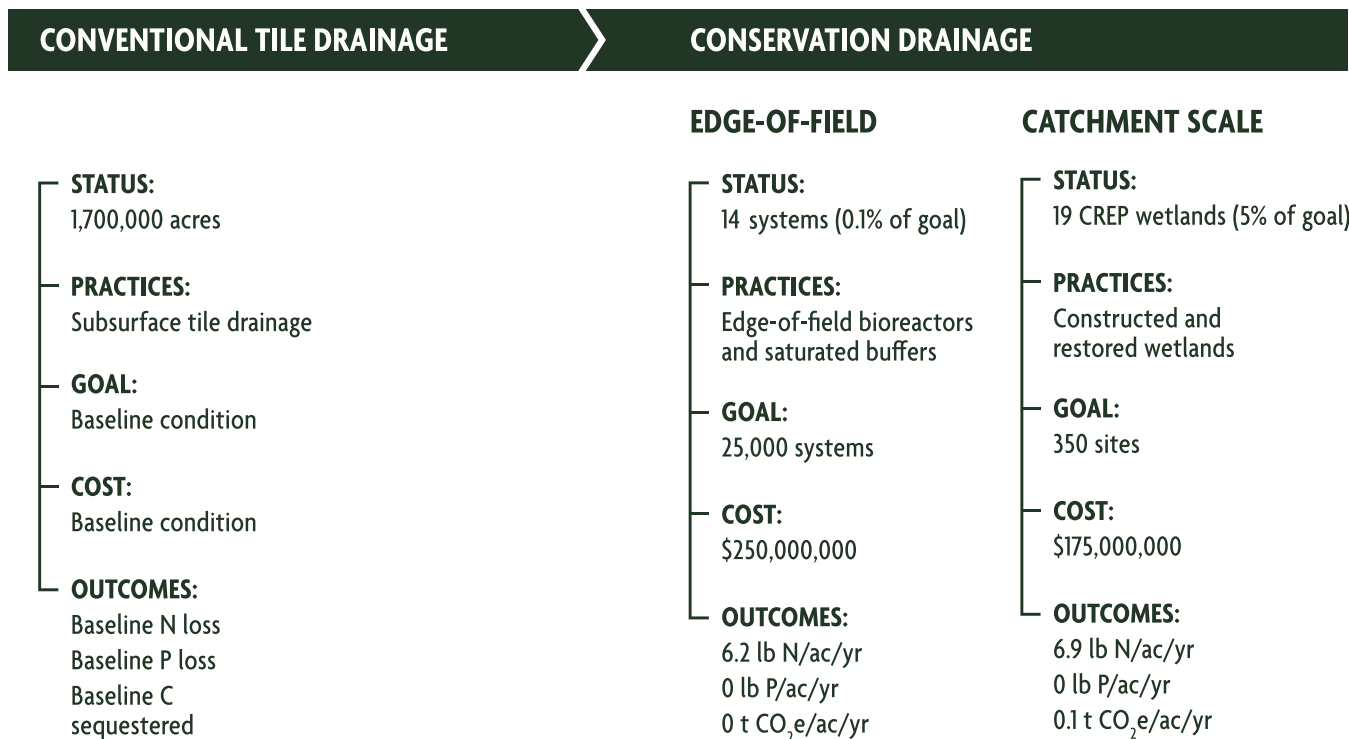 CONVENTIONAL TILE DRAINAGE
CONSERVATION DRAINAGE
STATUS:
1,700,000 acres
PRACTICES:
Subsurface tile drainage
GOAL:
Baseline condition
COST:
Baseline condition
OUTCOMES:
Baseline N loss
Baseline P loss
Baseline C
sequestered
EDGE-OF-FIELD
STATUS:
14 systems (0.1% of goal)
PRACTICES:
Edge-of-field bioreactors
and saturated buffers
GOAL:
25,000 systems
COST:
$250,000,000
OUTCOMES:
6.2 lb N/ac/yr
0 lb P/ac/yr
0 t CO₂e/ac/yr
CATCHMENT SCALE
STATUS:
19 CREP wetlands (5% of goal)
PRACTICES:
Constructed and
restored wetlands
GOAL:
350 sites
COST:
$175,000,000
OUTCOMES:
6.9 lb N/ac/yr
0 lb P/ac/yr
0.1 t CO₂e/ac/yr